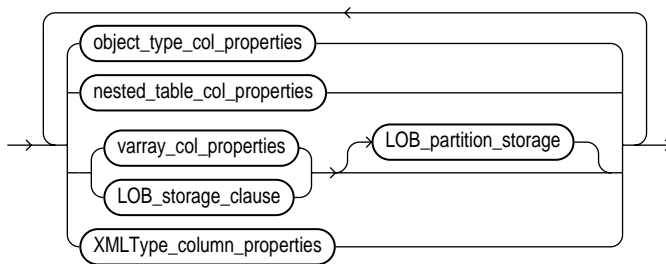 object_type_col_properties
nested_table_col_properties
varray_col_properties
LOB_partition_storage
LOB_storage_clause
XMLType_column_properties